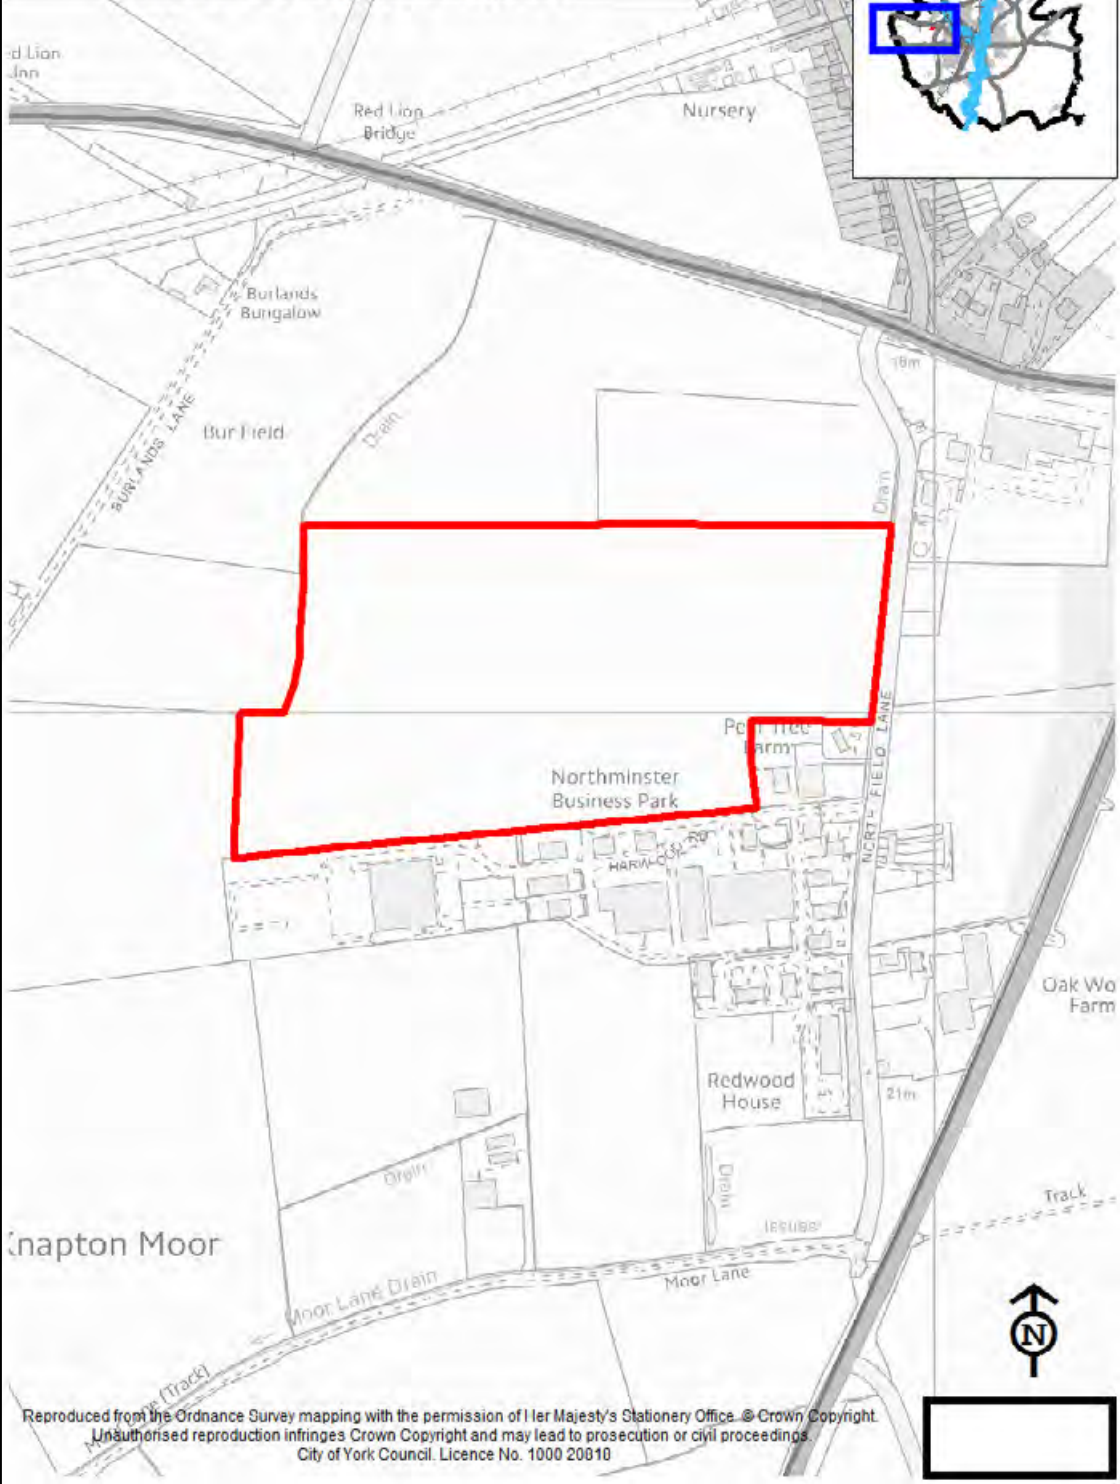 Red Lion
Bridge
Nursery
Burlands
Bungalow
BURLANDS LANE
Bur Field
Drain
18m
Drain
Farm
NORTH FIELD LANE
Northminster
Business Park
Oak Wo
Farm
Redwood
House
21m
Drain
Drain
Issues
Track
Knapton Moor
Moor Lane Drain
Moor Lane
(Track)
N
Reproduced from the Ordnance Survey mapping with the permission of Her Majesty's Stationery Office. © Crown Copyright.
Unauthorised reproduction infringes Crown Copyright and may lead to prosecution or civil proceedings.
City of York Council. Licence No. 1000 20818